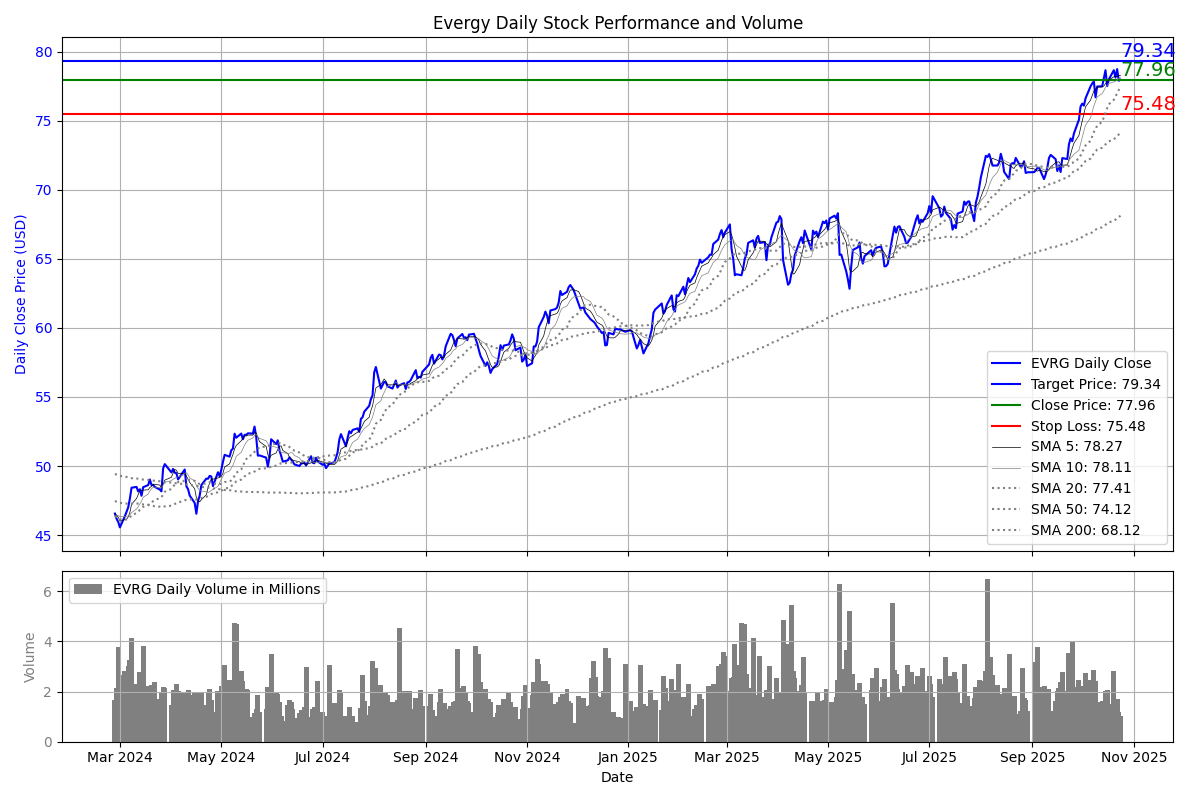 Evergy Daily Stock Performance and Volume
80
75
70
65
60
55
50
45
Daily Close Price (USD)
79.34
77.96
75.48
EVRG Daily Close
Target Price: 79.34
Close Price: 77.96
Stop Loss: 75.48
SMA 5: 78.27
SMA 10: 78.11
SMA 20: 77.41
SMA 50: 74.12
SMA 200: 68.12
EVRG Daily Volume in Millions
6
4
2
0
Volume
Mar 2024 May 2024 Jul 2024 Sep 2024 Nov 2024 Jan 2025 Mar 2025 May 2025 Jul 2025 Sep 2025 Nov 2025
Date